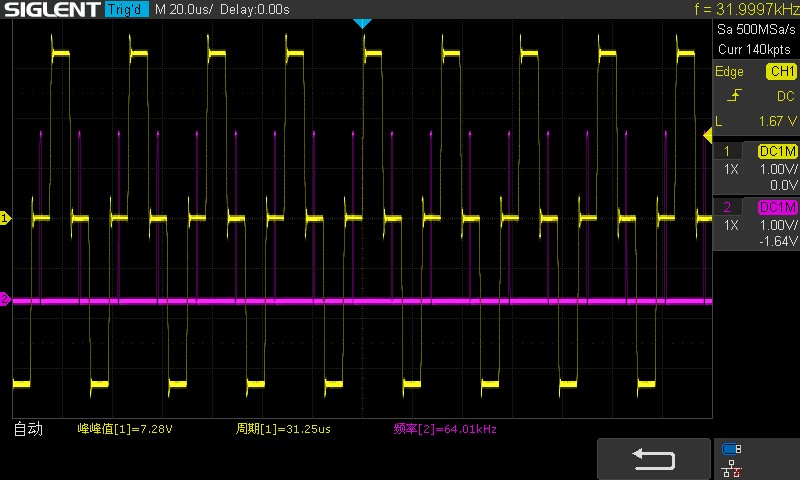 SIGLENT Trig'd M 20.0us/ Delay:0.00s f = 31.9997kHz
Sa 500MSa/s
Curr 140kpts
Edge CH1
DC
L 1.67 V
1 DC1M
1X 1.00V/
0.0V
2 DC1M
1X 1.00V/
-1.64V
1
2
自动 峰峰值[1]=7.28V 周期[1]=31.25us 频率[2]=64.01kHz